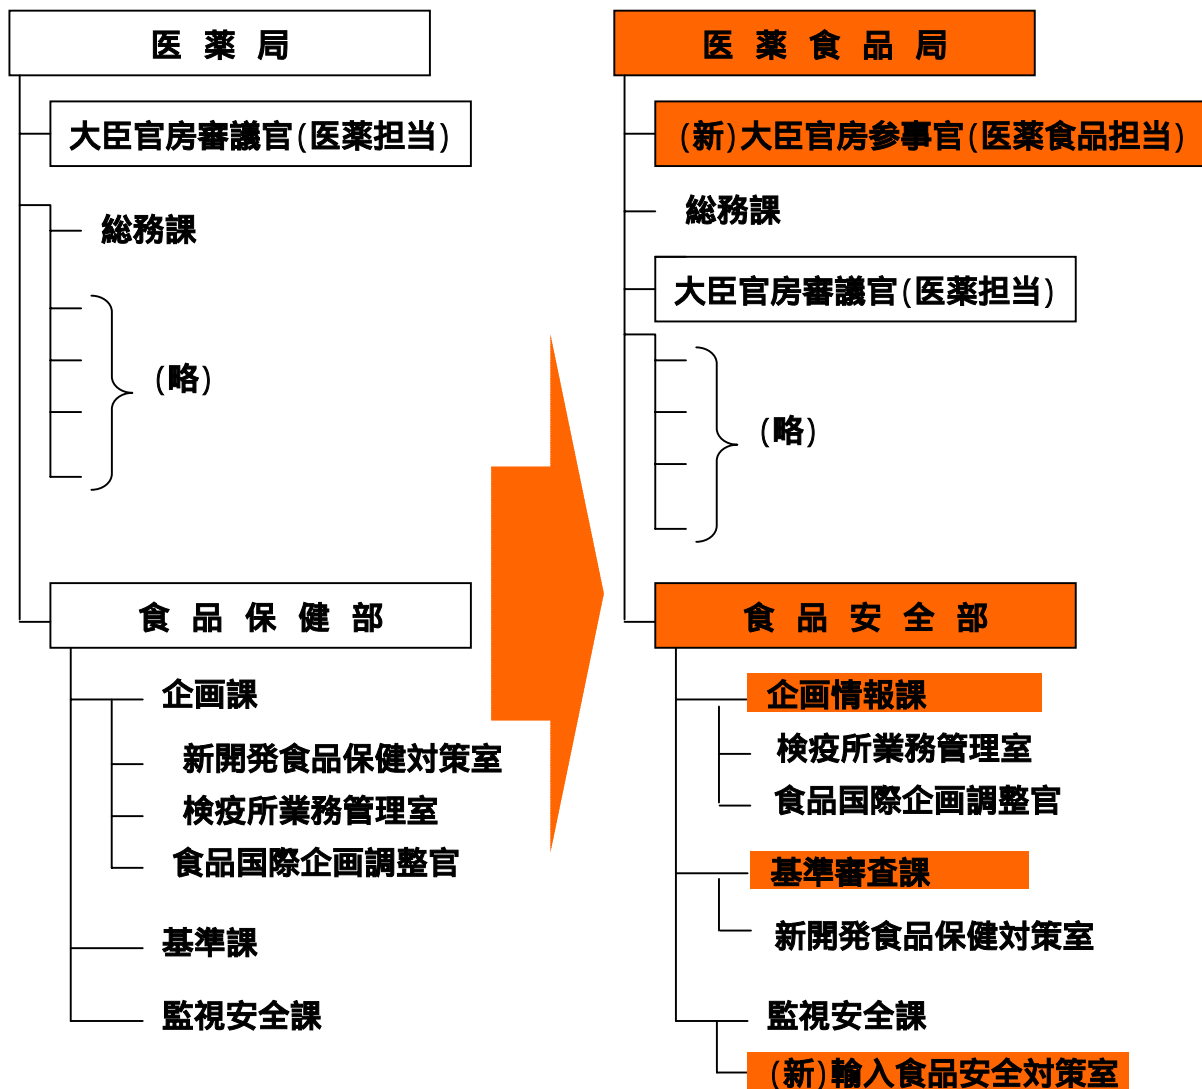 医薬局
大臣官房審議官(医薬担当)
総務課
(略)
食品保健部
企画課
新開発食品保健対策室
検疫所業務管理室
食品国際企画調整官
基準課
監視安全課
医薬食品局
(新)大臣官房参事官(医薬食品担当)
総務課
大臣官房審議官(医薬担当)
(略)
食品安全部
企画情報課
検疫所業務管理室
食品国際企画調整官
基準審査課
新開発食品保健対策室
監視安全課
(新)輸入食品安全対策室